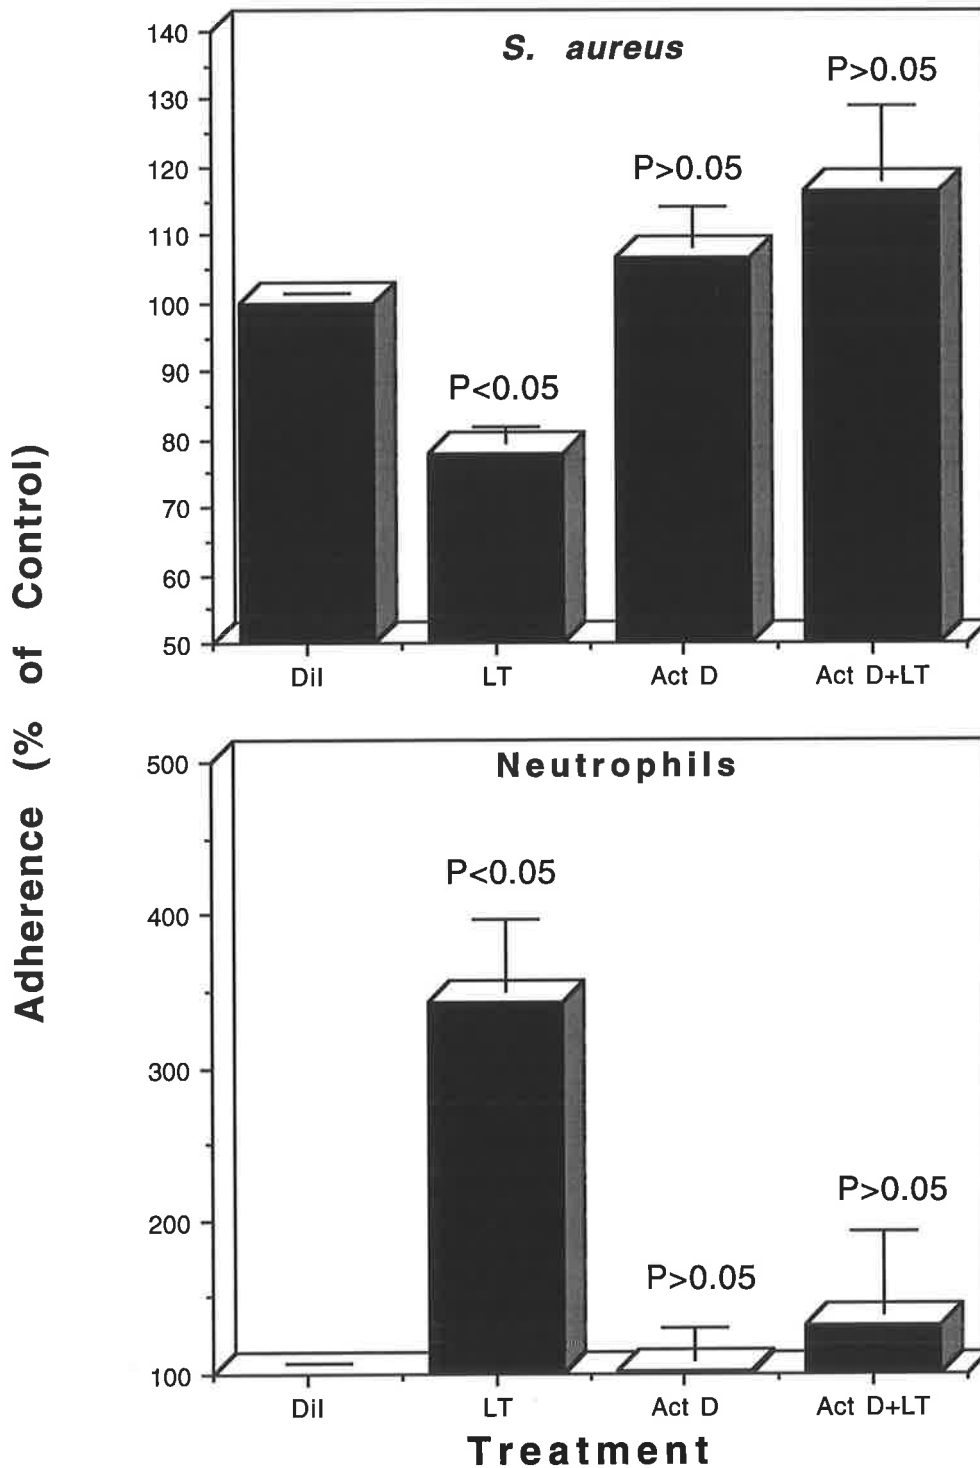 Adherence (% of Control)
S. aureus
140
130
120
110
100
90
80
70
60
50
P<0.05
P>0.05
P>0.05
Dil
LT
Act D
Act D+LT
Neutrophils
500
400
300
200
100
P<0.05
P>0.05
P>0.05
Dil
LT
Act D
Act D+LT
Treatment